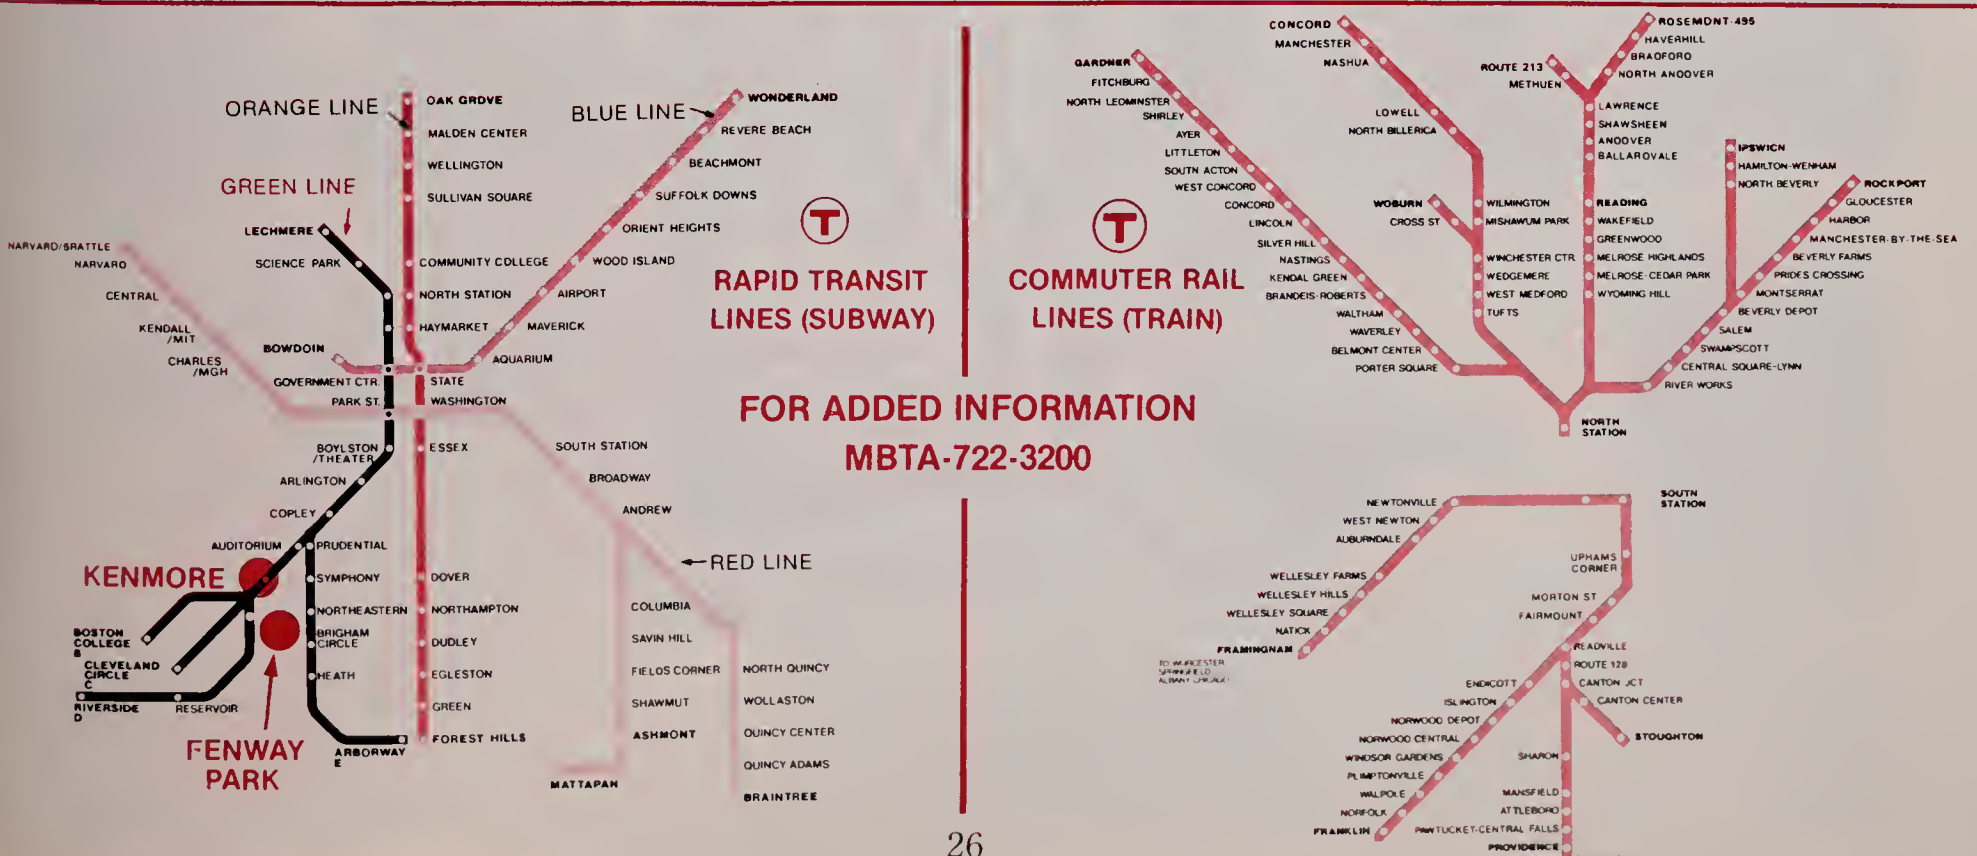 ORANGE LINE
OAK GROVE
MALDEN CENTER
WELLINGTON
SULLIVAN SQUARE
COMMUNITY COLLEGE
NORTH STATION
HAYMARKET
STATE
WASHINGTON
ESSEX
DOVER
NORTHAMPTON
DUDLEY
EGLESTON
GREEN
FOREST HILLS
BLUE LINE
WONDERLAND
REVERE BEACH
BEACHMONT
SUFFOLK DOWNS
ORIENT HEIGHTS
WOOD ISLAND
AIRPORT
MAVERICK
AQUARIUM
BOWDOIN
GREEN LINE
LECHMERE
SCIENCE PARK
GOVERNMENT CTR.
PARK ST.
BOYLSTON
/THEATER
ARLINGTON
COPLEY
AUDITORIUM
PRUDENTIAL
SYMPHONY
NORTHEASTERN
BRIGHAM
CIRCLE
HEATH
ARBORWAY
E
KENMORE
BOSTON
COLLEGE
B
CLEVELAND
CIRCLE
C
RIVERSIDE
D
RESERVOIR
FENWAY
PARK
HARVARD/BRATTLE
HARVARD
CENTRAL
KENDALL
/MIT
CHARLES
/MGH
SOUTH STATION
BROADWAY
ANDREW
RED LINE
COLUMBIA
SAVIN HILL
FIELDS CORNER
SHAWMUT
ASHMONT
MATTAPAN
NORTH QUINCY
WOLLASTON
QUINCY CENTER
QUINCY ADAMS
BRAINTREE
T
RAPID TRANSIT
LINES (SUBWAY)
T
COMMUTER RAIL
LINES (TRAIN)
FOR ADDED INFORMATION
MBTA-722-3200
GARDNER
FITCHBURG
NORTH LEOMINSTER
SHIRLEY
AYER
LITTLETON
SOUTH ACTON
WEST CONCORD
CONCORD
LINCOLN
SILVER HILL
HASTINGS
KENDAL GREEN
BRANDEIS-ROBERTS
WALTHAM
WAVERLEY
BELMONT CENTER
PORTER SQUARE
CONCORD
MANCHESTER
NASHUA
LOWELL
NORTH BILLERICA
WOBURN
CROSS ST
WILMINGTON
MISHAWUM PARK
WINCHESTER CTR.
WEDGEMERE
WEST MEDFORD
TUFTS
ROUTE 213
METHUEN
ROSEMONT-495
HAVERHILL
BRADFORD
NORTH ANDOVER
LAWRENCE
SHAWSHEEN
ANDOVER
BALLARDVALE
READING
WAKEFIELD
GREENWOOD
MELROSE HIGHLANDS
MELROSE-CEDAR PARK
WYOMING HILL
IPSWICH
HAMILTON-WENHAM
NORTH BEVERLY
ROCKPORT
GLOUCESTER
HARBOR
MANCHESTER-BY-THE-SEA
BEVERLY FARMS
PRIDES CROSSING
MONTSERRAT
BEVERLY DEPOT
SALEM
SWAMPSCOTT
CENTRAL SQUARE-LYNN
RIVER WORKS
NORTH
STATION
NEWTONVILLE
WEST NEWTON
AUBURNDALE
WELLESLEY FARMS
WELLESLEY HILLS
WELLESLEY SQUARE
NATICK
FRAMINGHAM
TO WORCESTER
SPRINGFIELD
ALBANY CHICAGO
SOUTH
STATION
UPHAMS
CORNER
MORTON ST
FAIRMOUNT
READVILLE
ROUTE 128
CANTON JCT
CANTON CENTER
STOUGHTON
ENDICOTT
ISLINGTON
NORWOOD DEPOT
NORWOOD CENTRAL
WINDSOR GARDENS
PLIMPTONVILLE
WALPOLE
NORFOLK
FRANKLIN
SHARON
MANSFIELD
ATTLEBORO
PAWTUCKET-CENTRAL FALLS
PROVIDENCE
26